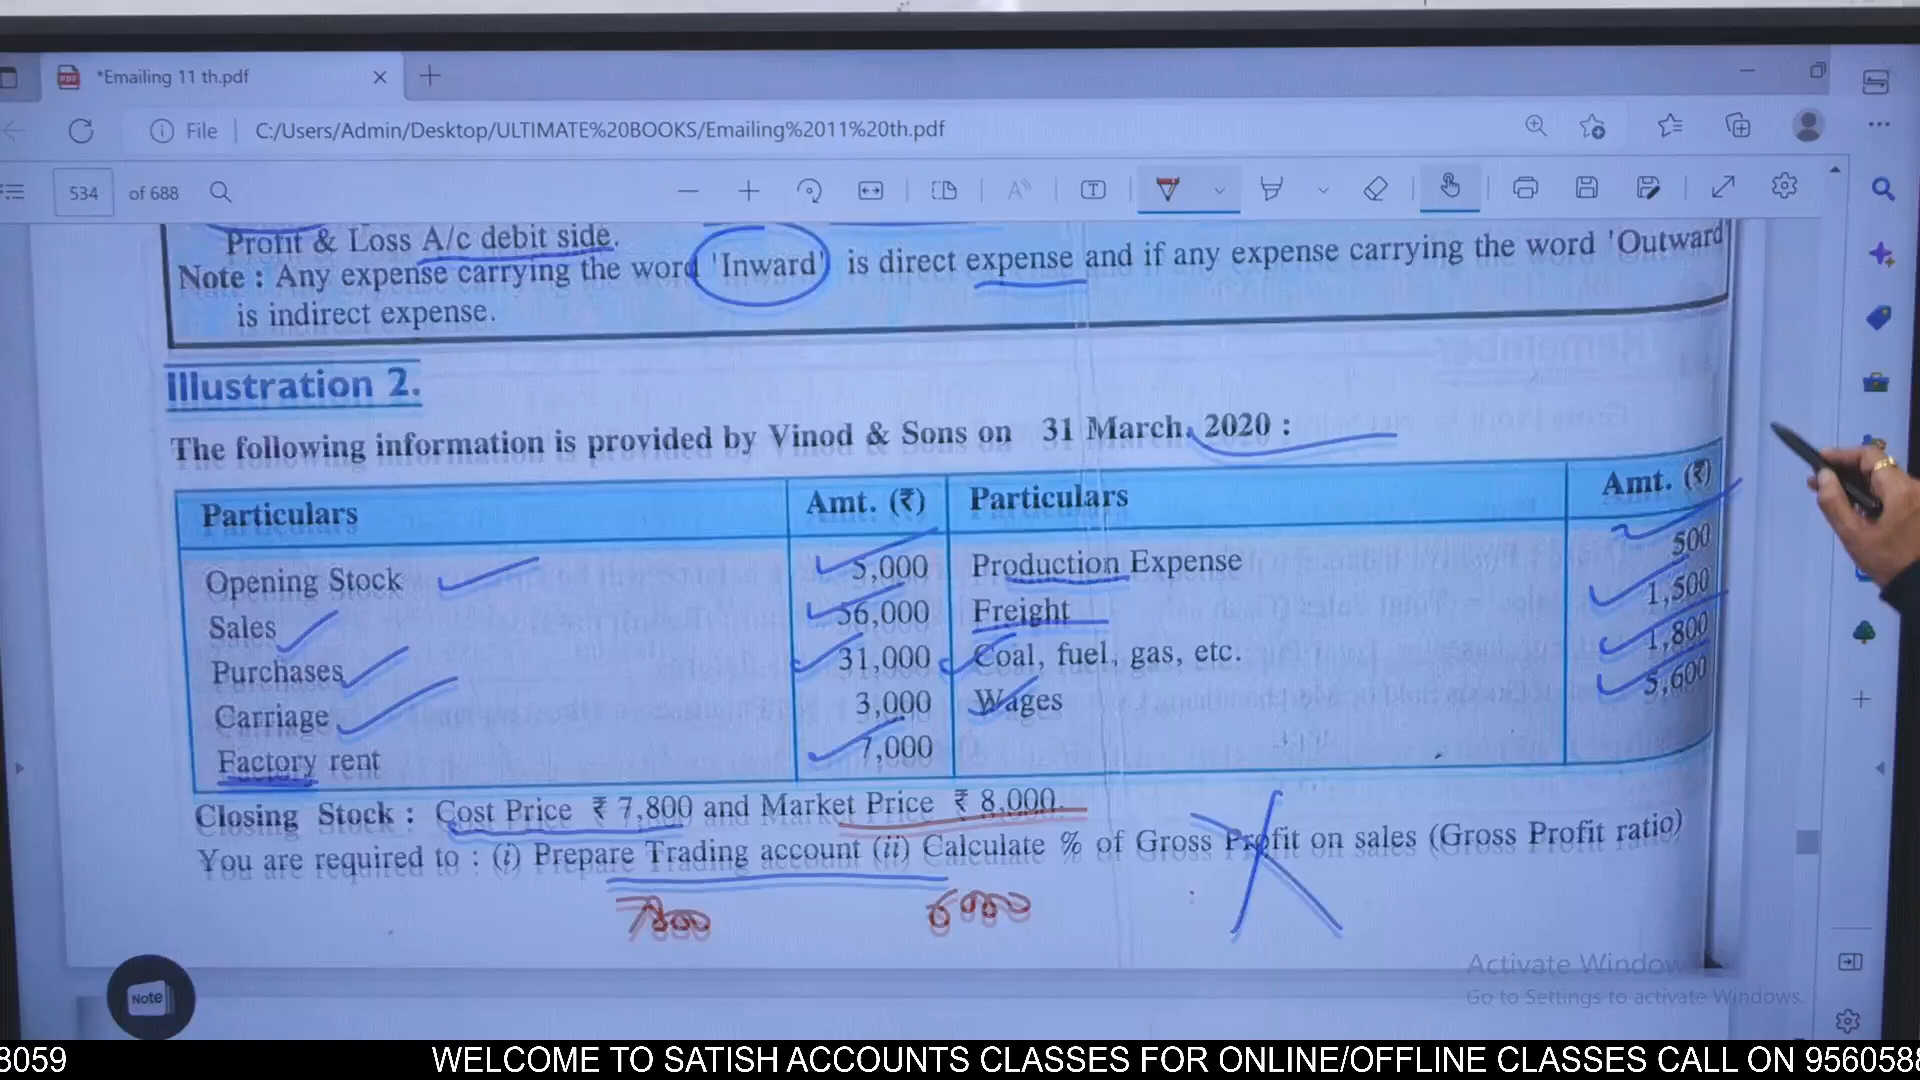 *Emailing 11 th.pdf
File C:/Users/Admin/Desktop/ULTIMATE%20BOOKS/Emailing%2011%20th.pdf
534 of 688
Profit & Loss A/c debit side.
Note : Any expense carrying the word 'Inward' is direct expense and if any expense carrying the word 'Outward'
is indirect expense.
Illustration 2.
The following information is provided by Vinod & Sons on 31 March, 2020 :
Particulars Amt. (₹) Particulars Amt. (₹)
Opening Stock 5,000 Production Expense 500
Sales 56,000 Freight 1,500
Purchases 31,000 Coal, fuel, gas, etc. 1,800
Carriage 3,000 Wages 5,600
Factory rent 7,000
Closing Stock : Cost Price ₹ 7,800 and Market Price ₹ 8,000.
You are required to : (i) Prepare Trading account (ii) Calculate % of Gross Profit on sales (Gross Profit ratio)
7800 6000
Activate Windows
Go to Settings to activate Windows.
Note
8059 WELCOME TO SATISH ACCOUNTS CLASSES FOR ONLINE/OFFLINE CLASSES CALL ON 956058